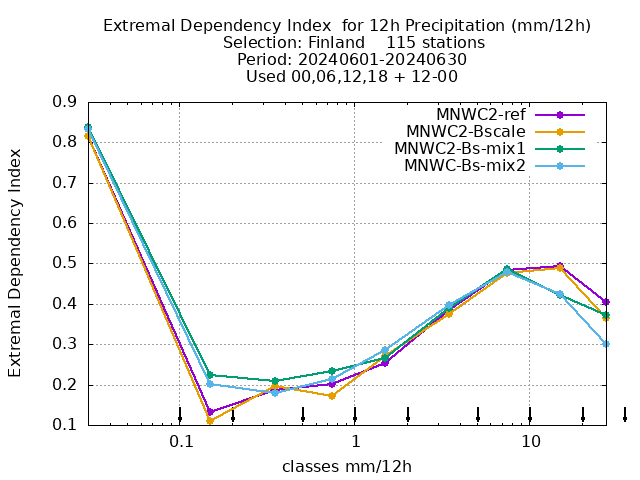 Extremal Dependency Index  for 12h Precipitation (mm/12h)
Selection: Finland    115 stations
Period: 20240601-20240630
Used 00,06,12,18 + 12-00
MNWC2-ref
MNWC2-Bscale
MNWC2-Bs-mix1
MNWC-Bs-mix2
Extremal Dependency Index
0.9
0.8
0.7
0.6
0.5
0.4
0.3
0.2
0.1
0.1
1
10
classes mm/12h